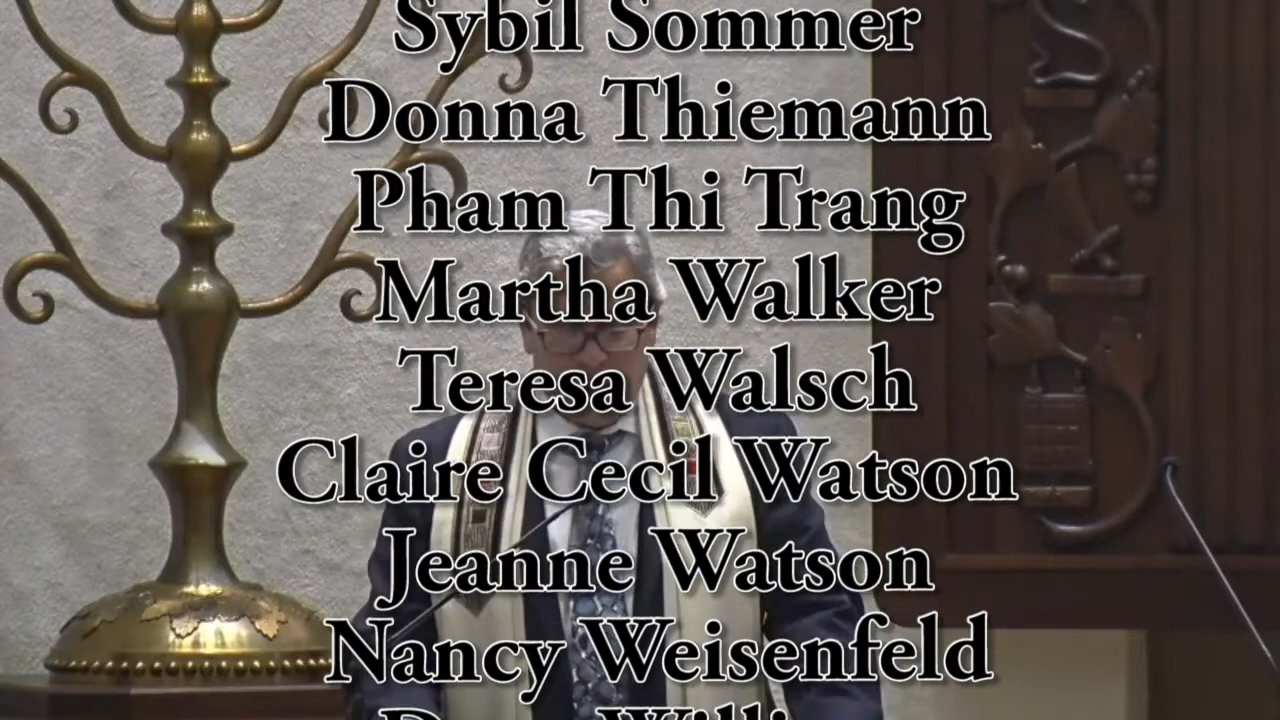 Sybil Sommer
Donna Thiemann
Pham Thi Trang
Martha Walker
Teresa Walsch
Claire Cecil Watson
Jeanne Watson
Nancy Weisenfeld